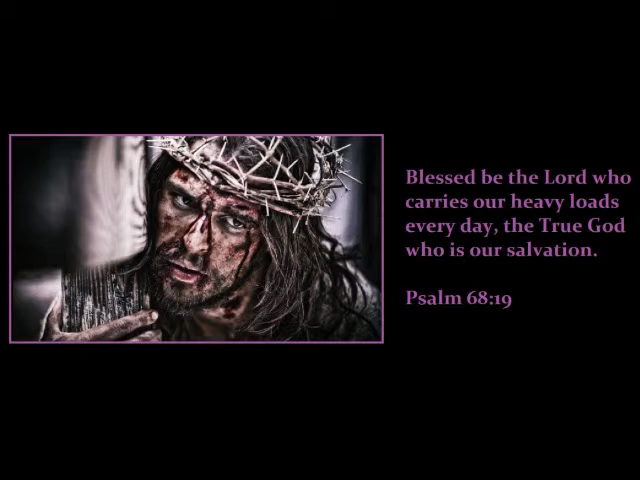 Blessed be the Lord who
carries our heavy loads
every day, the True God
who is our salvation.
Psalm 68:19